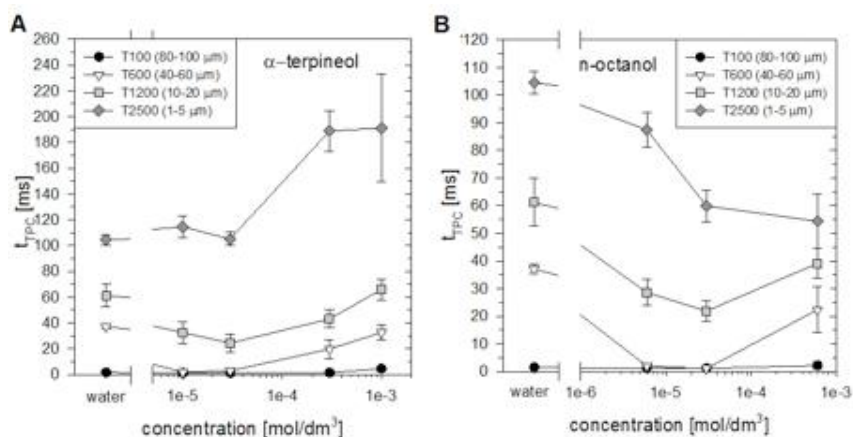 A
α−terpineol
T100 (80-100 μm)
T600 (40-60 μm)
T1200 (10-20 μm)
T2500 (1-5 μm)
260
240
220
200
180
160
140
120
100
80
60
40
20
0
t_TPC [ms]
water
1e-5
1e-4
1e-3
concentration [mol/dm³]
B
n-octanol
T100 (80-100 μm)
T600 (40-60 μm)
T1200 (10-20 μm)
T2500 (1-5 μm)
120
110
100
90
80
70
60
50
40
30
20
10
0
t_TPC [ms]
water
1e-6
1e-5
1e-4
1e-3
concentration [mol/dm³]